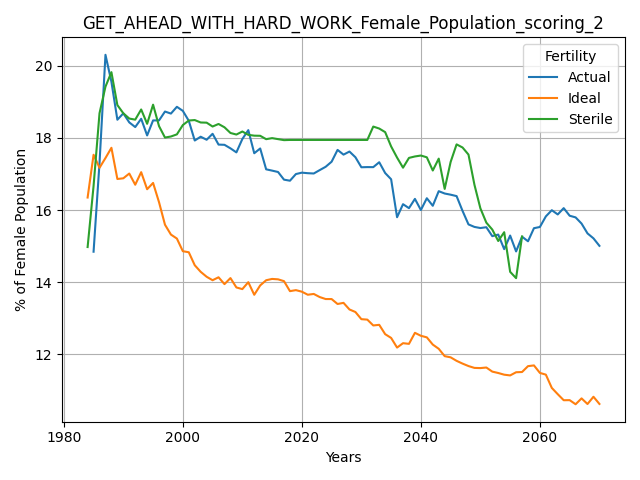 GET_AHEAD_WITH_HARD_WORK_Female_Population_scoring_2
Fertility
Actual
Ideal
Sterile
% of Female Population
20
18
16
14
12
1980
2000
2020
2040
2060
Years